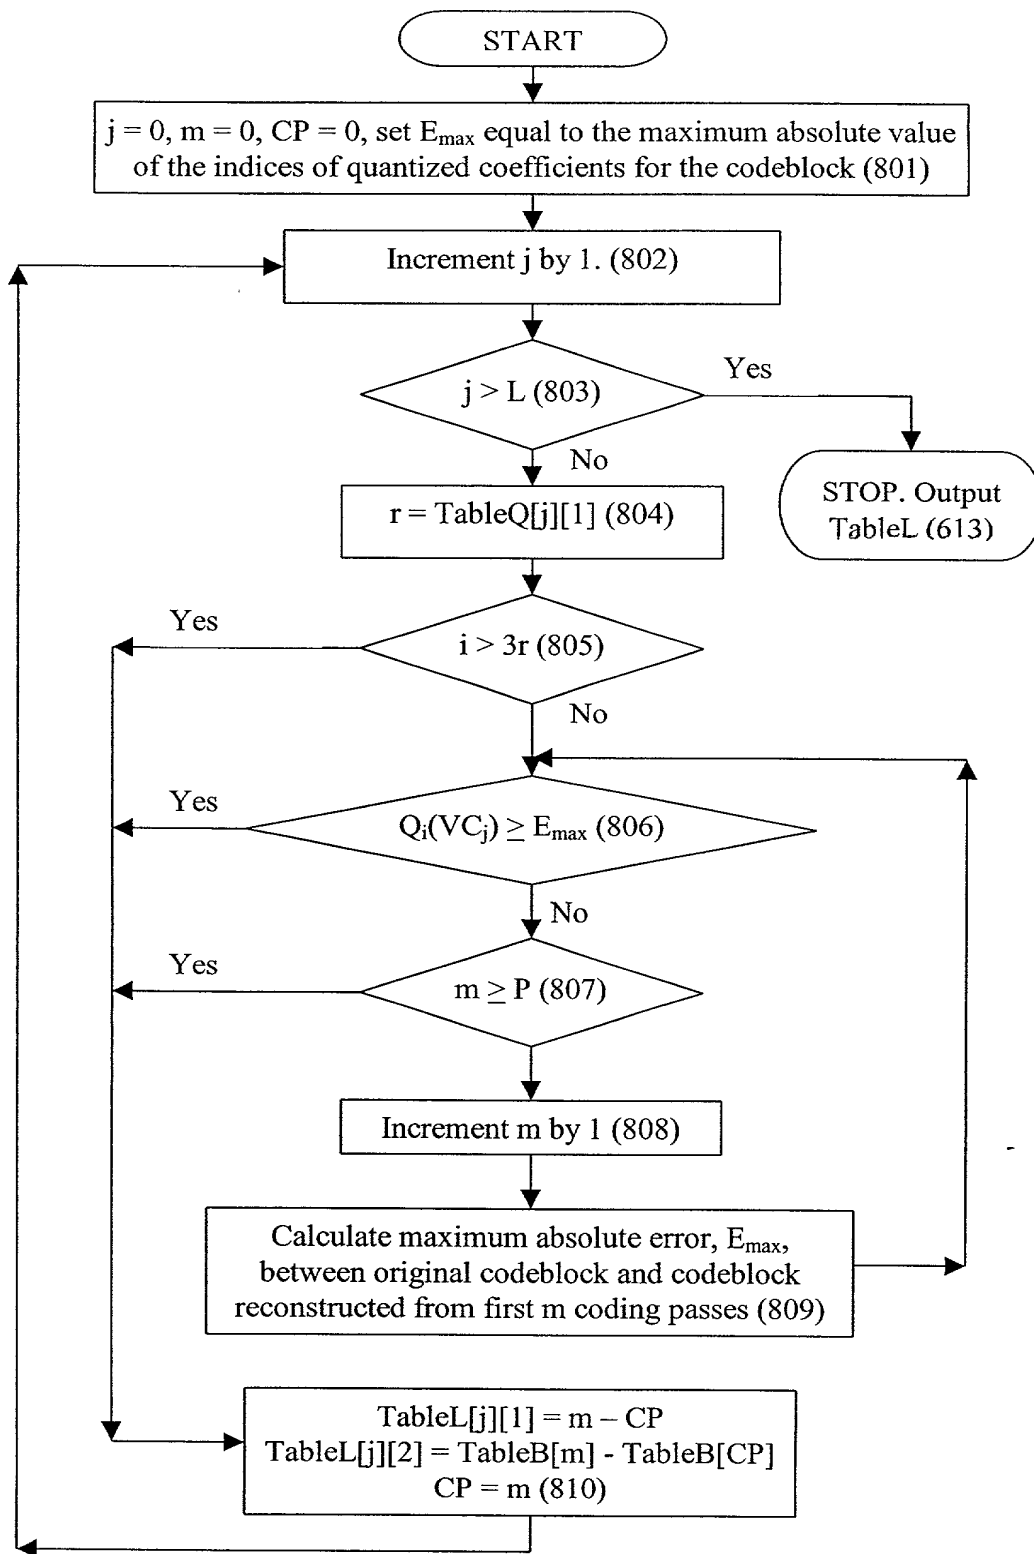 START
j = 0, m = 0, CP = 0, set Emax equal to the maximum absolute value
of the indices of quantized coefficients for the codeblock (801)
Increment j by 1. (802)
j > L (803)
Yes
No
STOP. Output
TableL (613)
r = TableQ[j][1] (804)
Yes
i > 3r (805)
No
Yes
Qi(VCj) ≥ Emax (806)
No
Yes
m ≥ P (807)
Increment m by 1 (808)
Calculate maximum absolute error, Emax,
between original codeblock and codeblock
reconstructed from first m coding passes (809)
TableL[j][1] = m – CP
TableL[j][2] = TableB[m] - TableB[CP]
CP = m (810)